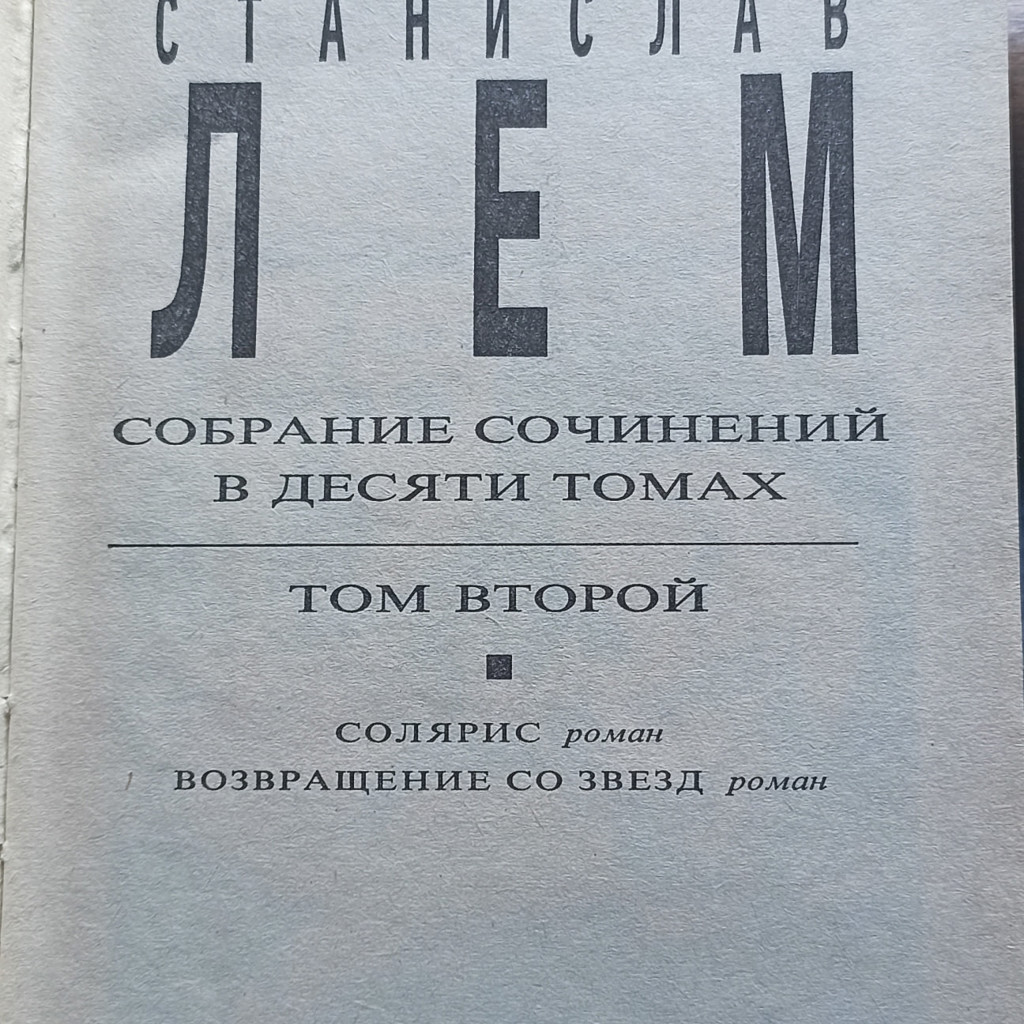 СТАНИСЛАВ
ЛЕМ
СОБРАНИЕ СОЧИНЕНИЙ
В ДЕСЯТИ ТОМАХ
ТОМ ВТОРОЙ
СОЛЯРИС роман
ВОЗВРАЩЕНИЕ СО ЗВЕЗД роман